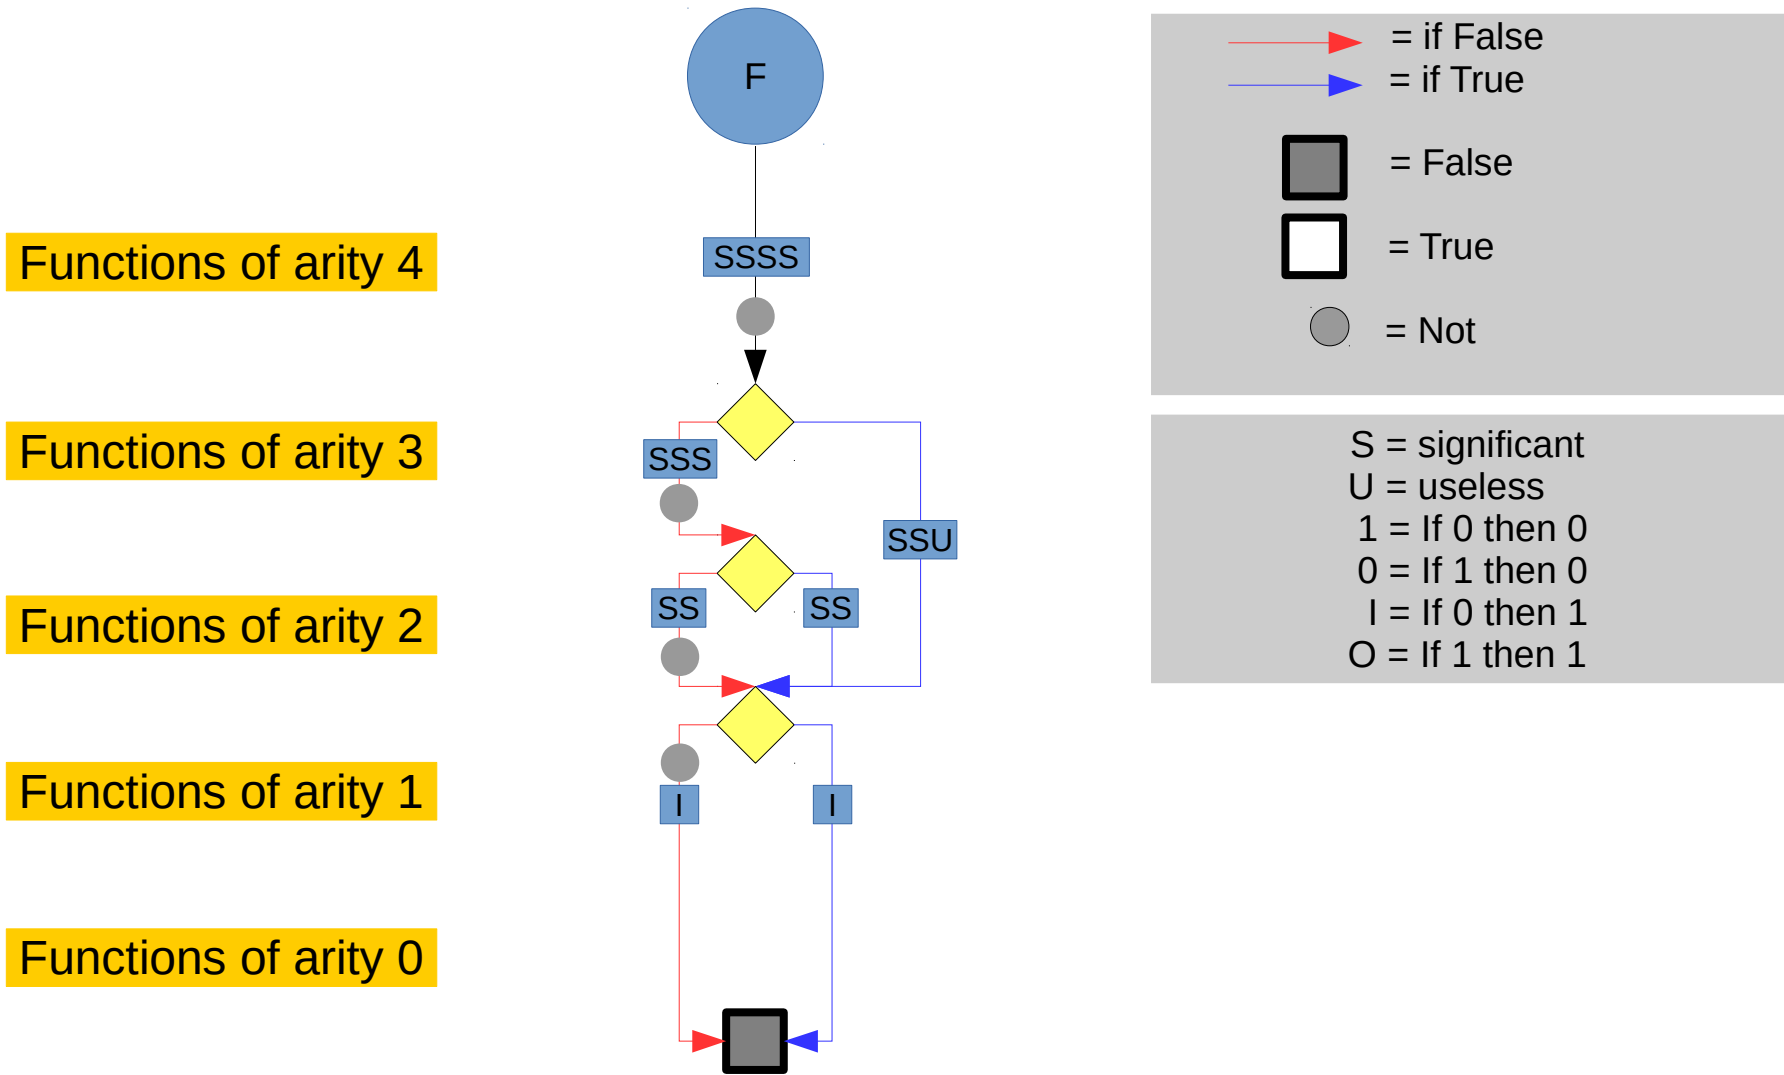 F
= if False
= if True
= False
= True
= Not
Functions of arity 4
SSSS
Functions of arity 3
SSS
SSU
S = significant
U = useless
1 = If 0 then 0
0 = If 1 then 0
I = If 0 then 1
O = If 1 then 1
Functions of arity 2
SS
SS
Functions of arity 1
I
I
Functions of arity 0